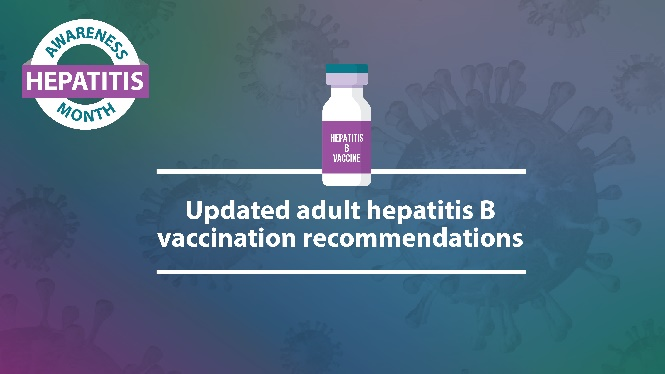 AWARENESS
HEPATITIS
MONTH
HEPATITIS
B
VACCINE
Updated adult hepatitis B
vaccination recommendations